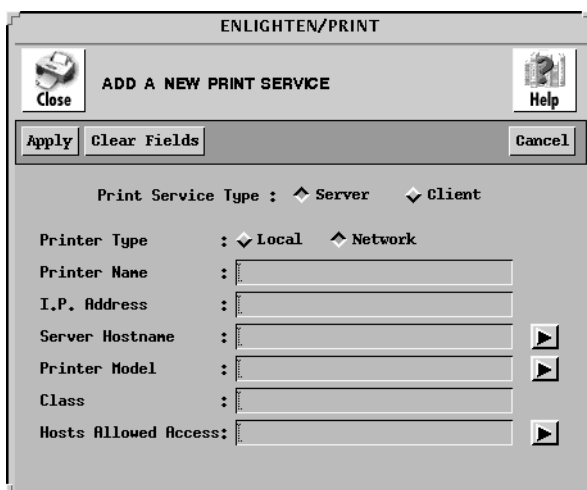 ENLIGHTEN/PRINT
Close
ADD A NEW PRINT SERVICE
Help
Apply
Clear Fields
Cancel
Print Service Type : Server Client
Printer Type : Local Network
Printer Name :
I.P. Address :
Server Hostname :
Printer Model :
Class :
Hosts Allowed Access: